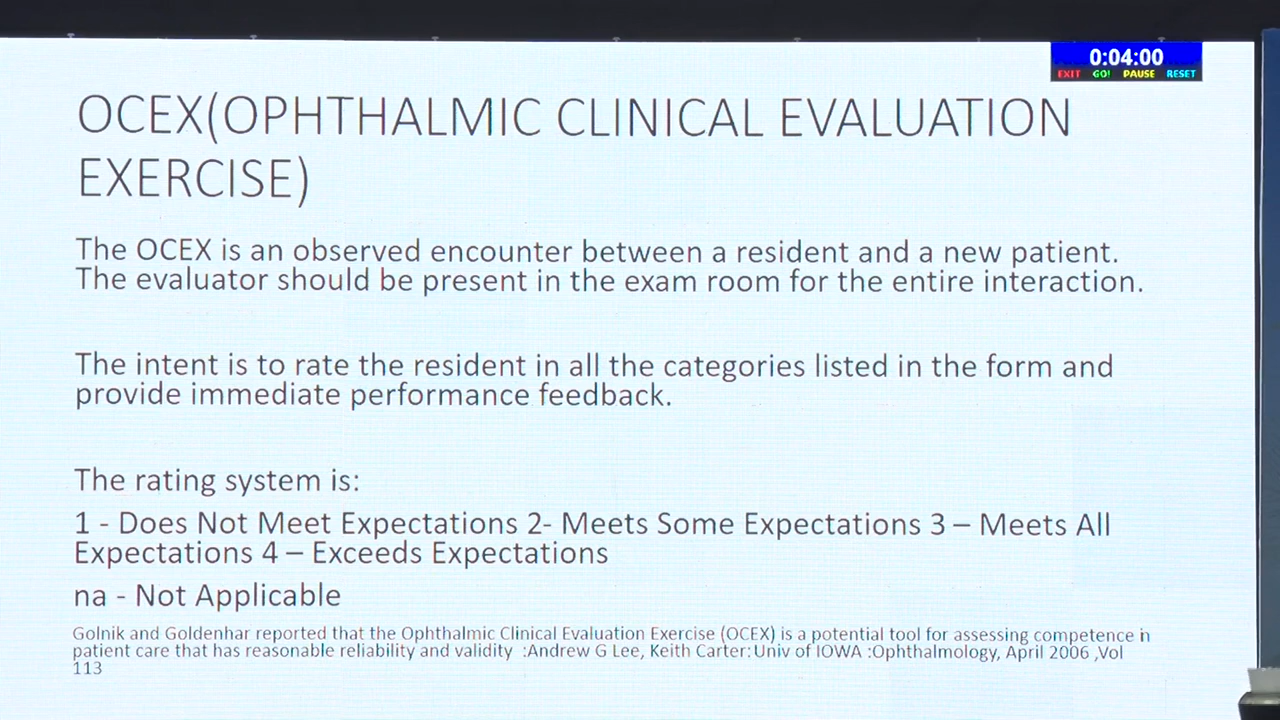 0:04:00
EXIT GO! PAUSE RESET
OCEX(OPHTHALMIC CLINICAL EVALUATION
EXERCISE)
The OCEX is an observed encounter between a resident and a new patient.
The evaluator should be present in the exam room for the entire interaction.
The intent is to rate the resident in all the categories listed in the form and
provide immediate performance feedback.
The rating system is:
1 - Does Not Meet Expectations 2- Meets Some Expectations 3 – Meets All
Expectations 4 – Exceeds Expectations
na - Not Applicable
Golnik and Goldenhar reported that the Ophthalmic Clinical Evaluation Exercise (OCEX) is a potential tool for assessing competence in
patient care that has reasonable reliability and validity :Andrew G Lee, Keith Carter: Univ of IOWA :Ophthalmology, April 2006 ,Vol
113